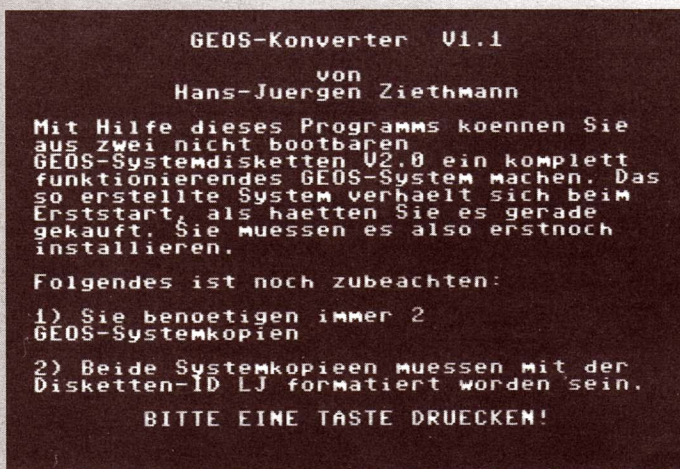 GEOS-Konverter V1.1
von
Hans-Juergen Ziethmann
Mit Hilfe dieses Programms koennen Sie
aus zwei nicht bootbaren
GEOS-Systemdisketten V2.0 ein komplett
funktionierendes GEOS-System machen. Das
so erstellte System verhaelt sich beim
Erststart, als haetten Sie es gerade
gekauft. Sie muessen es also erstnoch
installieren.
Folgendes ist noch zubeachten:
1) Sie benoetigen immer 2
GEOS-Systemkopien
2) Beide Systemkopieen muessen mit der
Disketten-ID LJ formatiert worden sein.
BITTE EINE TASTE DRUECKEN!